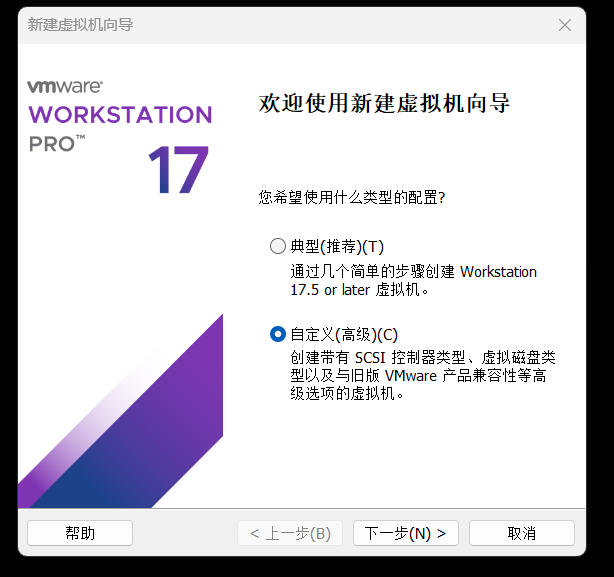 新建虚拟机向导
vmware®
WORKSTATION
PRO™
17
欢迎使用新建虚拟机向导
您希望使用什么类型的配置?
典型(推荐)(T)
通过几个简单的步骤创建 Workstation
17.5 or later 虚拟机。
自定义(高级)(C)
创建带有 SCSI 控制器类型、虚拟磁盘类
型以及与旧版 VMware 产品兼容性等高
级选项的虚拟机。
帮助
< 上一步(B)
下一步(N) >
取消